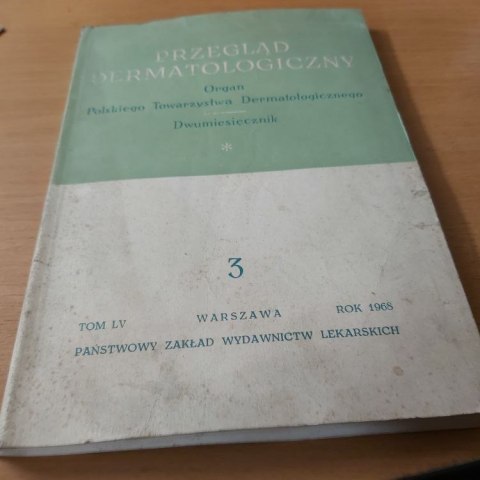 PRZEGLĄD
DERMATOLOGICZNY
Organ
Polskiego Towarzystwa Dermatologicznego
Dwumiesięcznik
*
3
TOM LV WARSZAWA ROK 1968
PAŃSTWOWY ZAKŁAD WYDAWNICTW LEKARSKICH